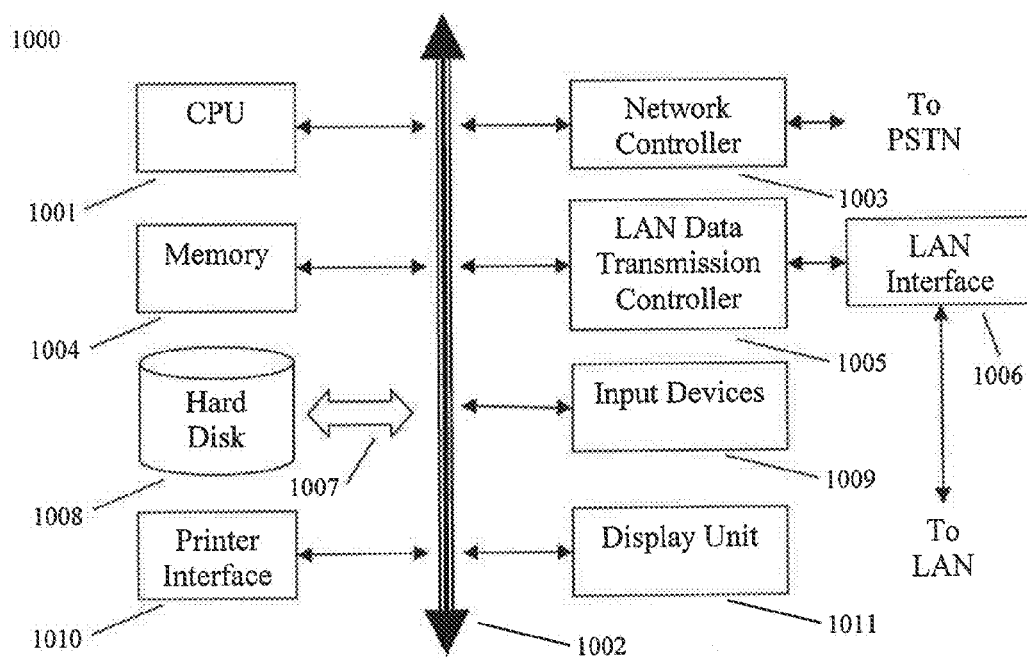 1000
CPU
Network
Controller
To
PSTN
1001
1003
Memory
LAN Data
Transmission
Controller
LAN
Interface
1004
1005
1006
Hard
Disk
Input Devices
1007
1008
1009
Printer
Interface
Display Unit
To
LAN
1010
1002
1011